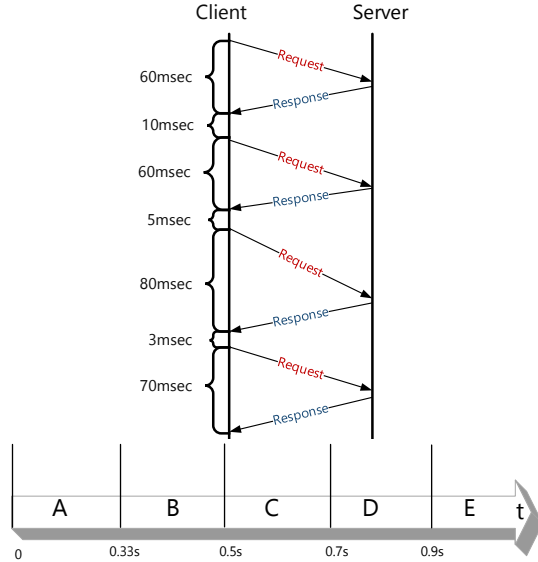 Client Server
Request
60msec
Response
10msec
Request
60msec
Response
5msec
Request
80msec
Response
3msec
Request
70msec
Response
A B C D E t
0 0.33s 0.5s 0.7s 0.9s